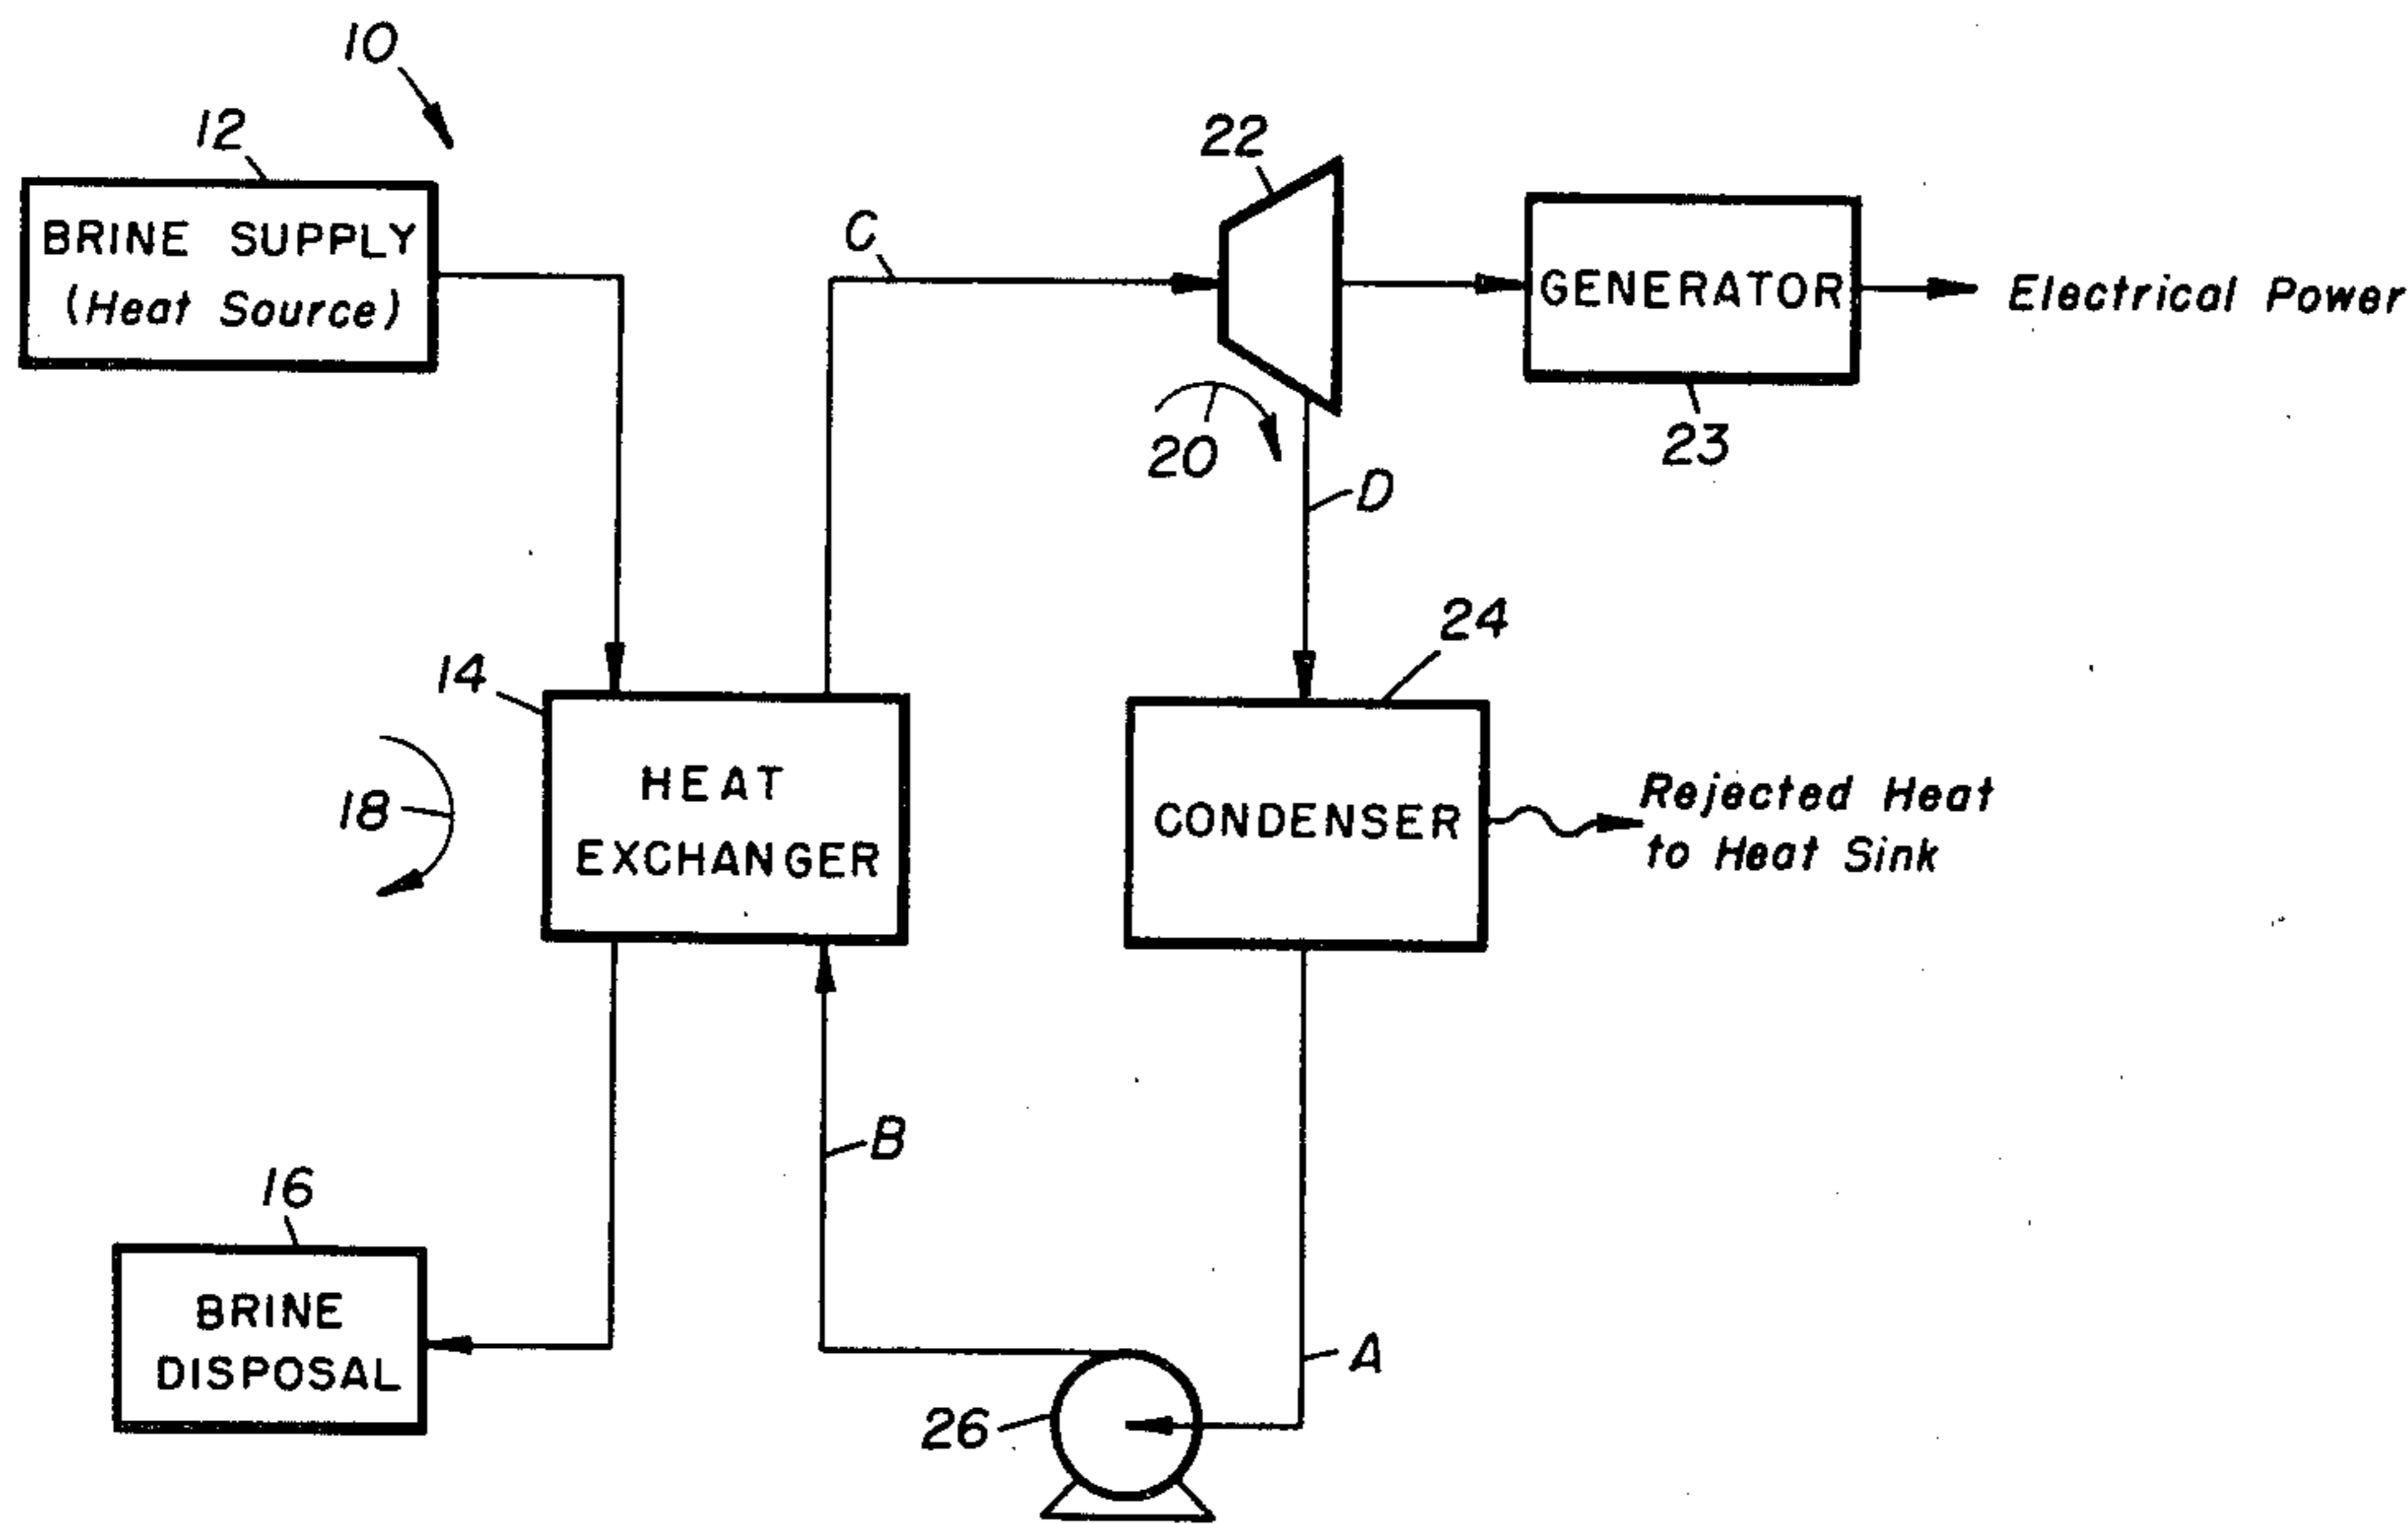 10
12
BRINE SUPPLY
(Heat Source)
22
C
GENERATOR
Electrical Power
20
23
D
24
14
HEAT
EXCHANGER
18
CONDENSER
Rejected Heat
to Heat Sink
B
16
BRINE
DISPOSAL
A
26